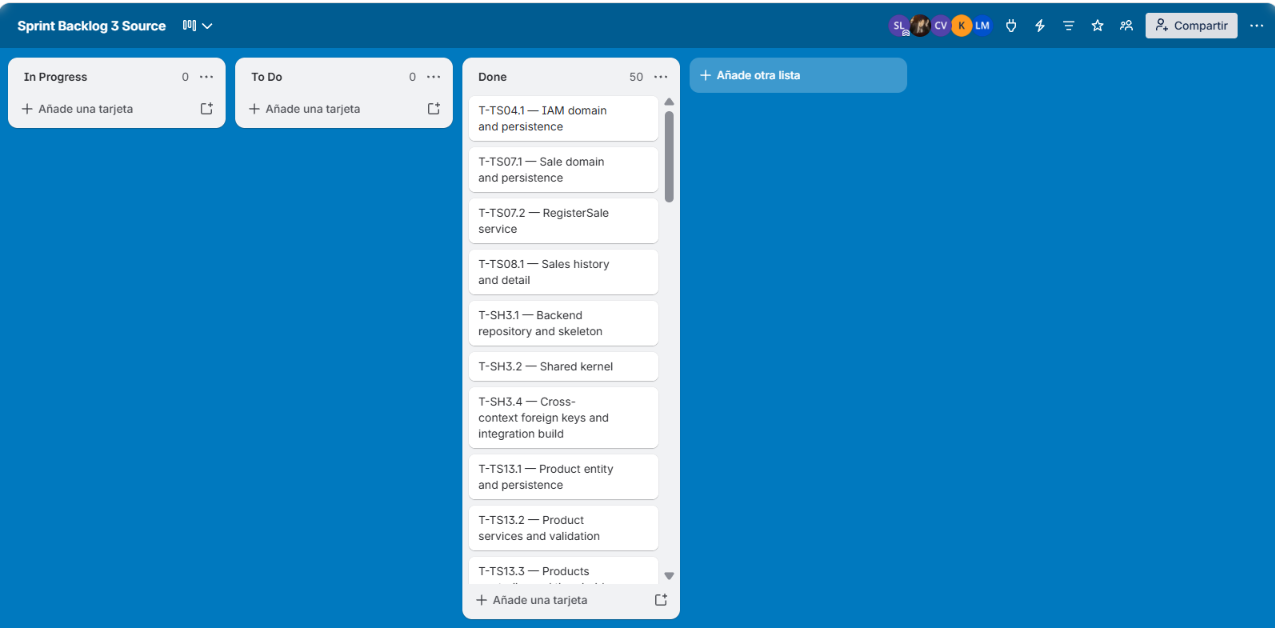 Sprint Backlog 3 Source
SL
CV
K
LM
Compartir
In Progress 0
Añade una tarjeta
To Do 0
Añade una tarjeta
Done 50
T-TS04.1 — IAM domain
and persistence
T-TS07.1 — Sale domain
and persistence
T-TS07.2 — RegisterSale
service
T-TS08.1 — Sales history
and detail
T-SH3.1 — Backend
repository and skeleton
T-SH3.2 — Shared kernel
T-SH3.4 — Cross-
context foreign keys and
integration build
T-TS13.1 — Product entity
and persistence
T-TS13.2 — Product
services and validation
T-TS13.3 — Products
Añade una tarjeta
Añade otra lista